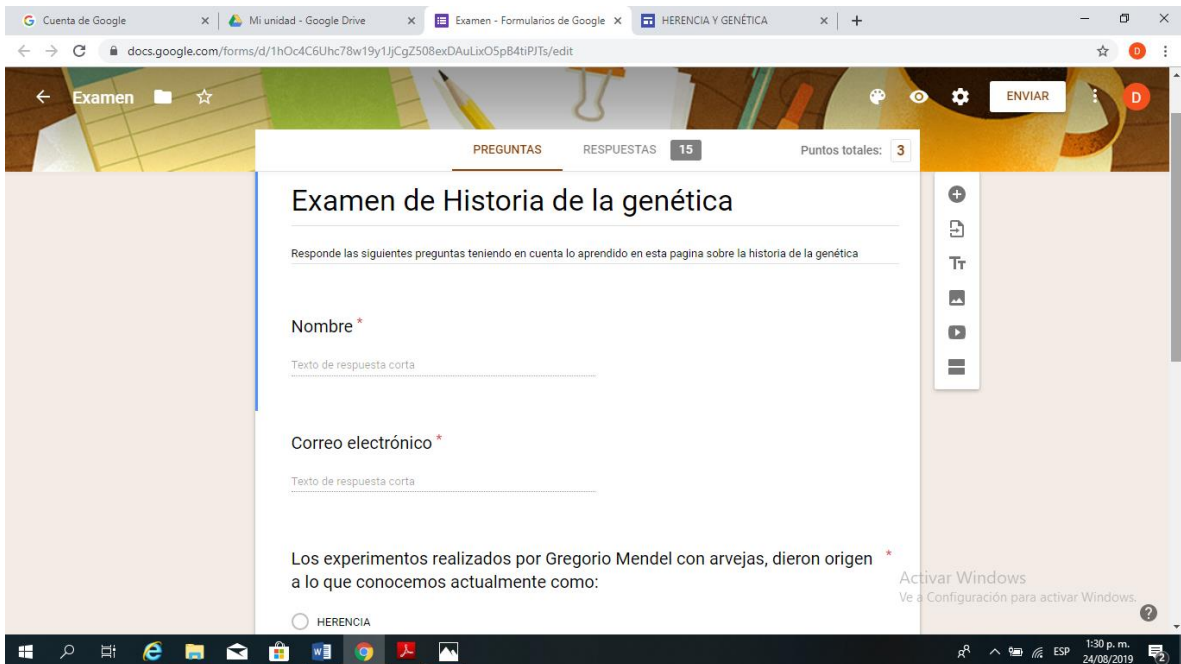 Cuenta de Google
Mi unidad - Google Drive
Examen - Formularios de Google
HERENCIA Y GENÉTICA
docs.google.com/forms/d/1hOc4C6Uhc78w19y1JjCgZ508exDAuLixO5pB4tiPJTs/edit
D
Examen
ENVIAR
D
PREGUNTAS
RESPUESTAS 15
Puntos totales: 3
Examen de Historia de la genética
Responde las siguientes preguntas teniendo en cuenta lo aprendido en esta pagina sobre la historia de la genética
Tт
Nombre *
Texto de respuesta corta
Correo electrónico *
Texto de respuesta corta
Los experimentos realizados por Gregorio Mendel con arvejas, dieron origen *
a lo que conocemos actualmente como:
HERENCIA
Activar Windows
Ve a Configuración para activar Windows.
ESP
1:30 p. m.
24/08/2019
2